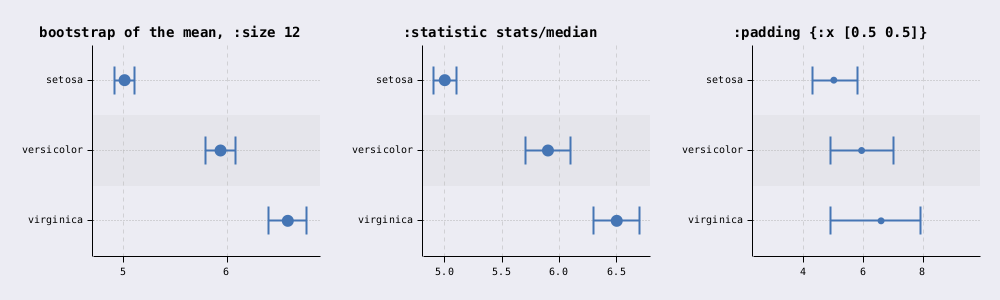 bootstrap of the mean, :size 12
setosa
versicolor
virginica
5 6
:statistic stats/median
setosa
versicolor
virginica
5.0 5.5 6.0 6.5
:padding {:x [0.5 0.5]}
setosa
versicolor
virginica
4 6 8